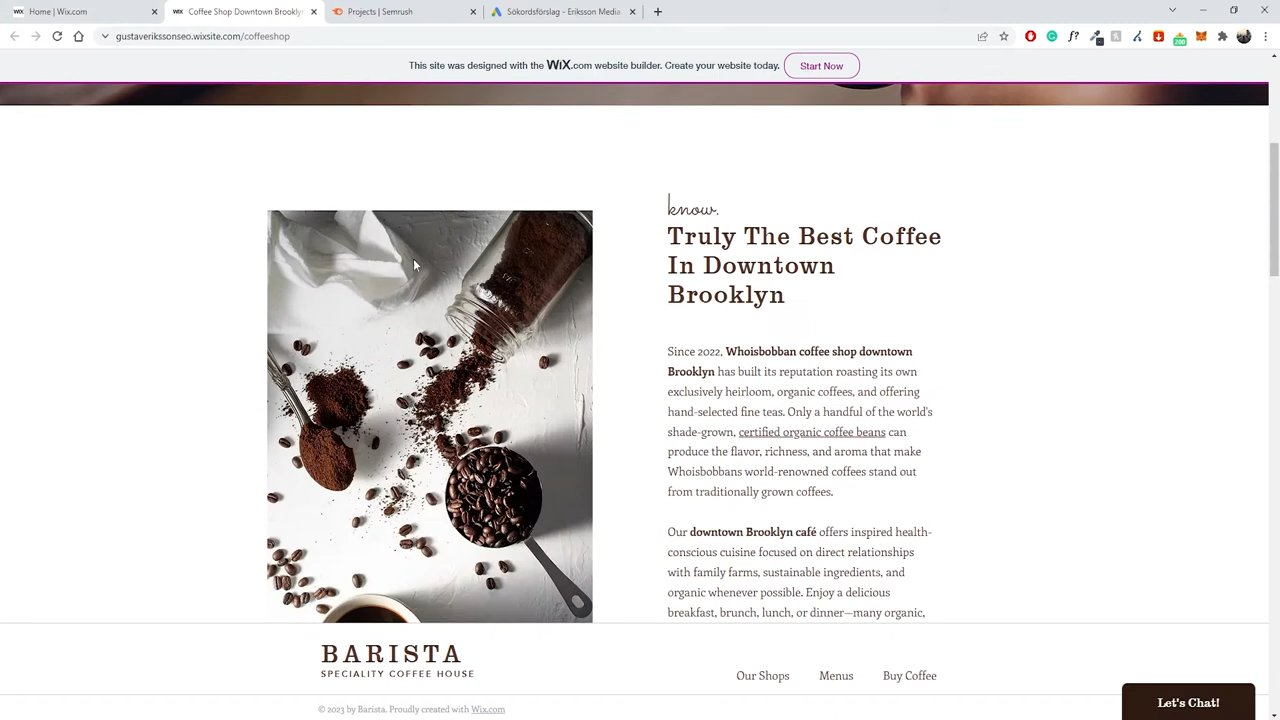 Home | Wix.com
Coffee Shop Downtown Brooklyn
Projects | Semrush
Sökordsförslag - Eriksson Media
gustaverikssonseo.wixsite.com/coffeeshop
This site was designed with the WiX.com website builder. Create your website today.
Start Now
know.
Truly The Best Coffee
In Downtown
Brooklyn
Since 2022, Whoisbobban coffee shop downtown
Brooklyn has built its reputation roasting its own
exclusively heirloom, organic coffees, and offering
hand-selected fine teas. Only a handful of the world's
shade-grown, certified organic coffee beans can
produce the flavor, richness, and aroma that make
Whoisbobbans world-renowned coffees stand out
from traditionally grown coffees.
Our downtown Brooklyn café offers inspired health-
conscious cuisine focused on direct relationships
with family farms, sustainable ingredients, and
organic whenever possible. Enjoy a delicious
breakfast, brunch, lunch, or dinner—many organic,
BARISTA
SPECIALITY COFFEE HOUSE
Our Shops
Menus
Buy Coffee
Let's Chat!
© 2023 by Barista. Proudly created with Wix.com